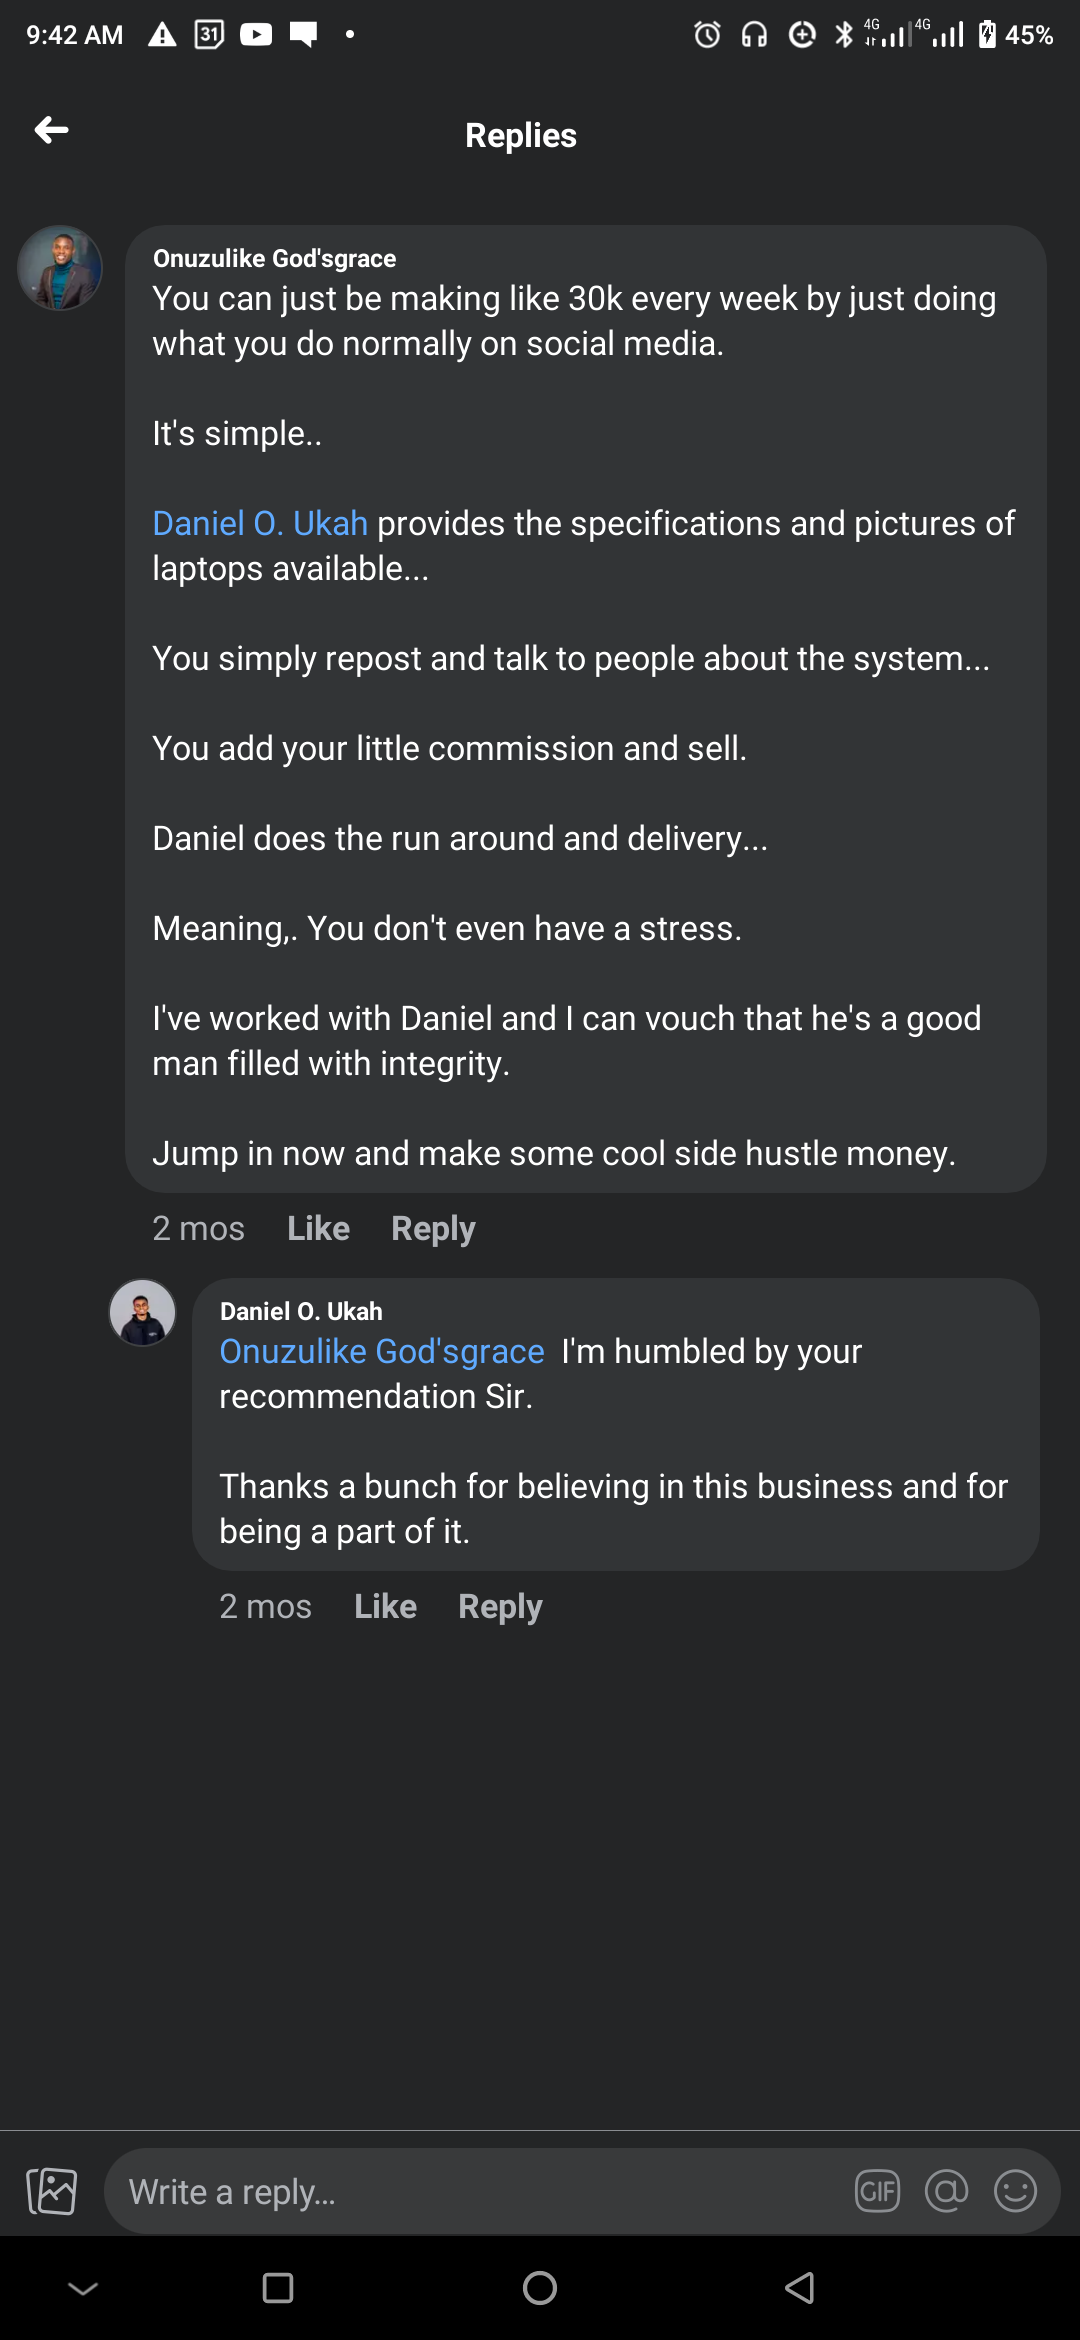 9:42 AM
31
4G
4G
45%
Replies
Onuzulike God'sgrace
You can just be making like 30k every week by just doing
what you do normally on social media.
It's simple..
Daniel O. Ukah provides the specifications and pictures of
laptops available...
You simply repost and talk to people about the system...
You add your little commission and sell.
Daniel does the run around and delivery...
Meaning,. You don't even have a stress.
I've worked with Daniel and I can vouch that he's a good
man filled with integrity.
Jump in now and make some cool side hustle money.
2 mos Like Reply
Daniel O. Ukah
Onuzulike God'sgrace I'm humbled by your
recommendation Sir.
Thanks a bunch for believing in this business and for
being a part of it.
2 mos Like Reply
Write a reply...
GIF
@